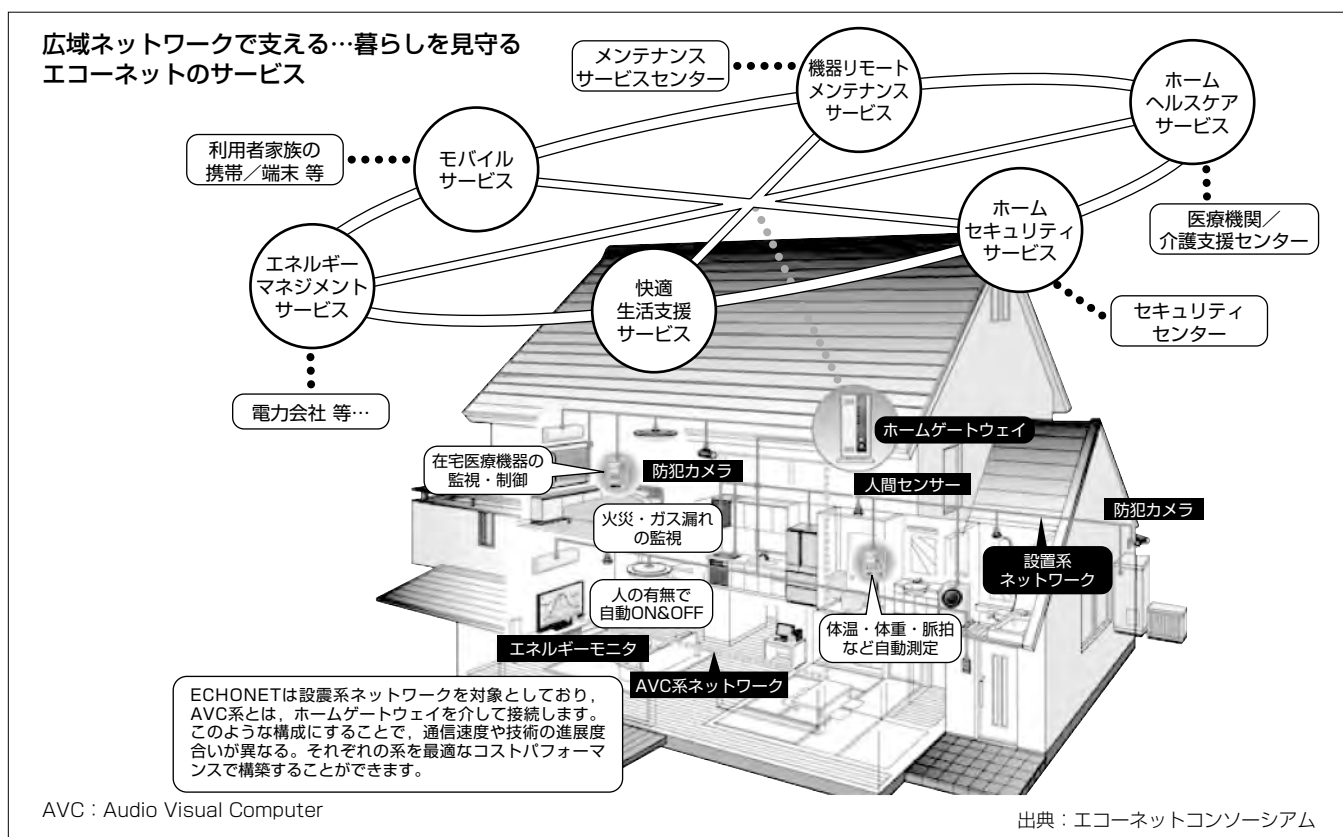 広域ネットワークで支える…暮らしを見守る
エコーネットのサービス
メンテナンス
サービスセンター
機器リモート
メンテナンス
サービス
ホーム
ヘルスケア
サービス
利用者家族の
携帯／端末 等
モバイル
サービス
ホーム
セキュリティ
サービス
医療機関／
介護支援センター
エネルギー
マネジメント
サービス
快適
生活支援
サービス
セキュリティ
センター
電力会社 等…
ホームゲートウェイ
在宅医療機器の
監視・制御
防犯カメラ
人間センサー
防犯カメラ
火災・ガス漏れ
の監視
設置系
ネットワーク
人の有無で
自動ON&OFF
体温・体重・脈拍
など自動測定
エネルギーモニタ
AVC系ネットワーク
ECHONETは設震系ネットワークを対象としており，
AVC系とは，ホームゲートウェイを介して接続します。
このような構成にすることで，通信速度や技術の進展度
合いが異なる。それぞれの系を最適なコストパフォーマ
ンスで構築することができます。
AVC：Audio Visual Computer
出典：エコーネットコンソーシアム